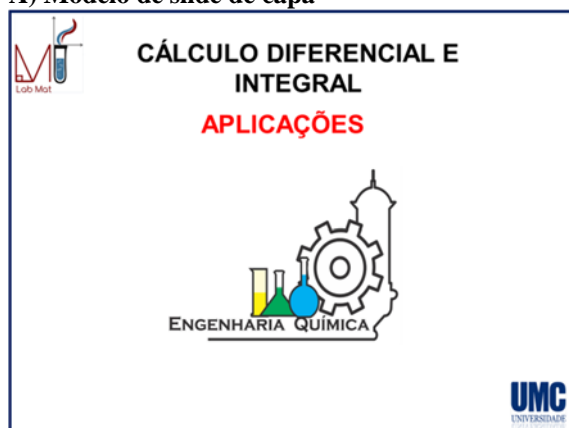 A) Modelo de slide de capa
Lab Mat
CÁLCULO DIFERENCIAL E
INTEGRAL
APLICAÇÕES
ENGENHARIA QUÍMICA
UMC
UNIVERSIDADE